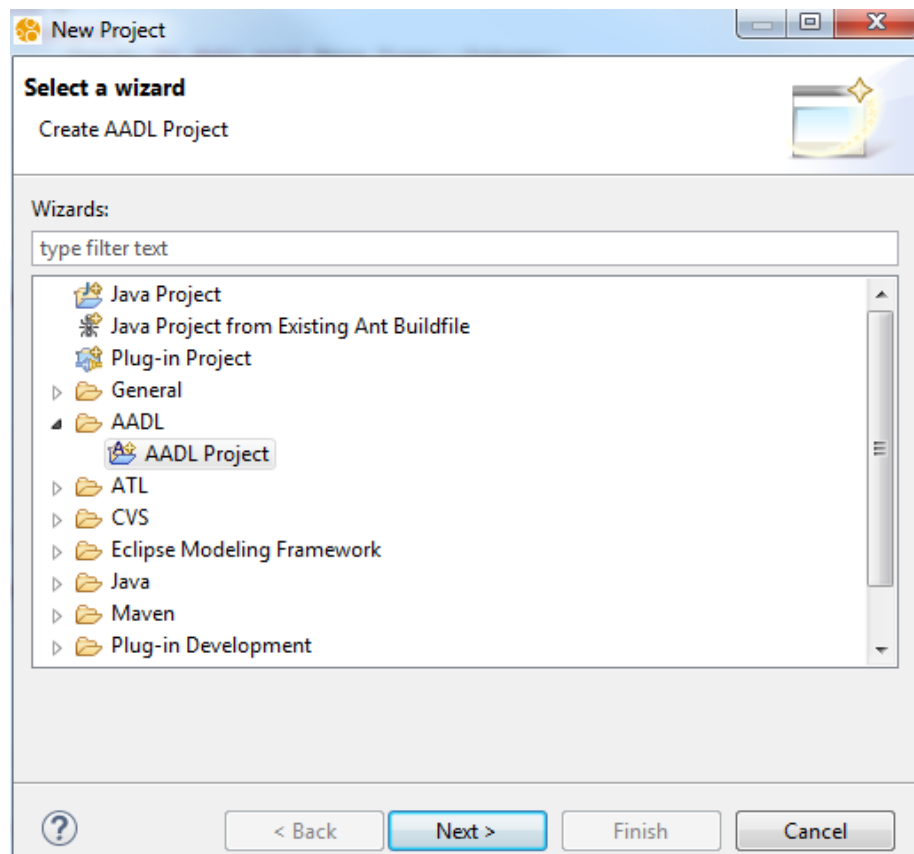 New Project
Select a wizard
Create AADL Project
Wizards:
type filter text
Java Project
Java Project from Existing Ant Buildfile
Plug-in Project
General
AADL
AADL Project
ATL
CVS
Eclipse Modeling Framework
Java
Maven
Plug-in Development
?
< Back
Next >
Finish
Cancel